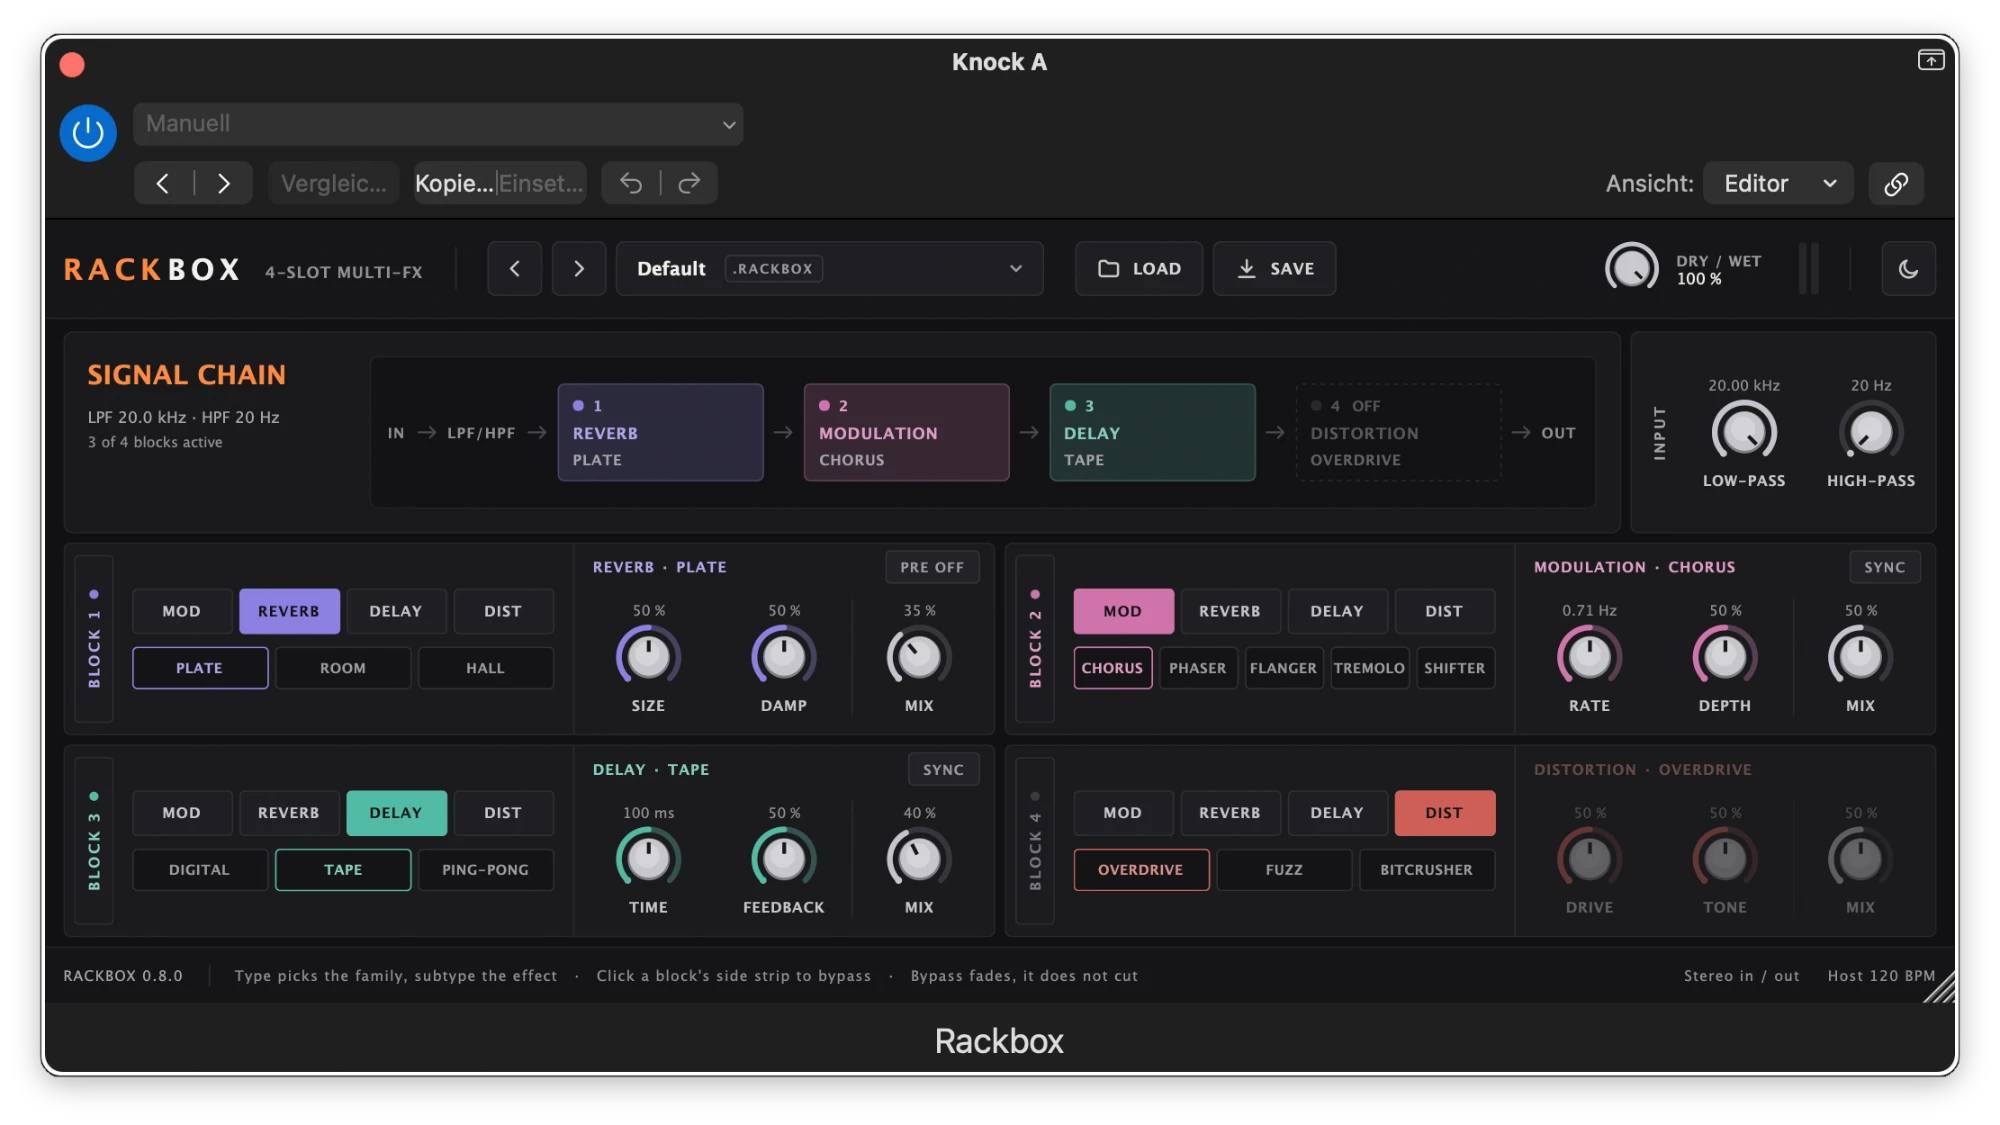 Knock A
Manuell
Vergleic... Kopie... Einset... Ansicht: Editor
RACKBOX 4-SLOT MULTI-FX Default .RACKBOX LOAD SAVE DRY / WET
100 %
SIGNAL CHAIN
LPF 20.0 kHz · HPF 20 Hz
3 of 4 blocks active
IN → LPF/HPF →
1
REVERB
PLATE
→
2
MODULATION
CHORUS
→
3
DELAY
TAPE
→
4 OFF
DISTORTION
OVERDRIVE
→ OUT
INPUT
20.00 kHz 20 Hz
LOW-PASS HIGH-PASS
BLOCK 1
MOD REVERB DELAY DIST
PLATE ROOM HALL
REVERB · PLATE PRE OFF
50 % 50 % 35 %
SIZE DAMP MIX
BLOCK 2
MOD REVERB DELAY DIST
CHORUS PHASER FLANGER TREMOLO SHIFTER
MODULATION · CHORUS SYNC
0.71 Hz 50 % 50 %
RATE DEPTH MIX
BLOCK 3
MOD REVERB DELAY DIST
DIGITAL TAPE PING-PONG
DELAY · TAPE SYNC
100 ms 50 % 40 %
TIME FEEDBACK MIX
BLOCK 4
MOD REVERB DELAY DIST
OVERDRIVE FUZZ BITCRUSHER
DISTORTION · OVERDRIVE
50 % 50 % 50 %
DRIVE TONE MIX
RACKBOX 0.8.0 Type picks the family, subtype the effect · Click a block's side strip to bypass · Bypass fades, it does not cut Stereo in / out Host 120 BPM
Rackbox